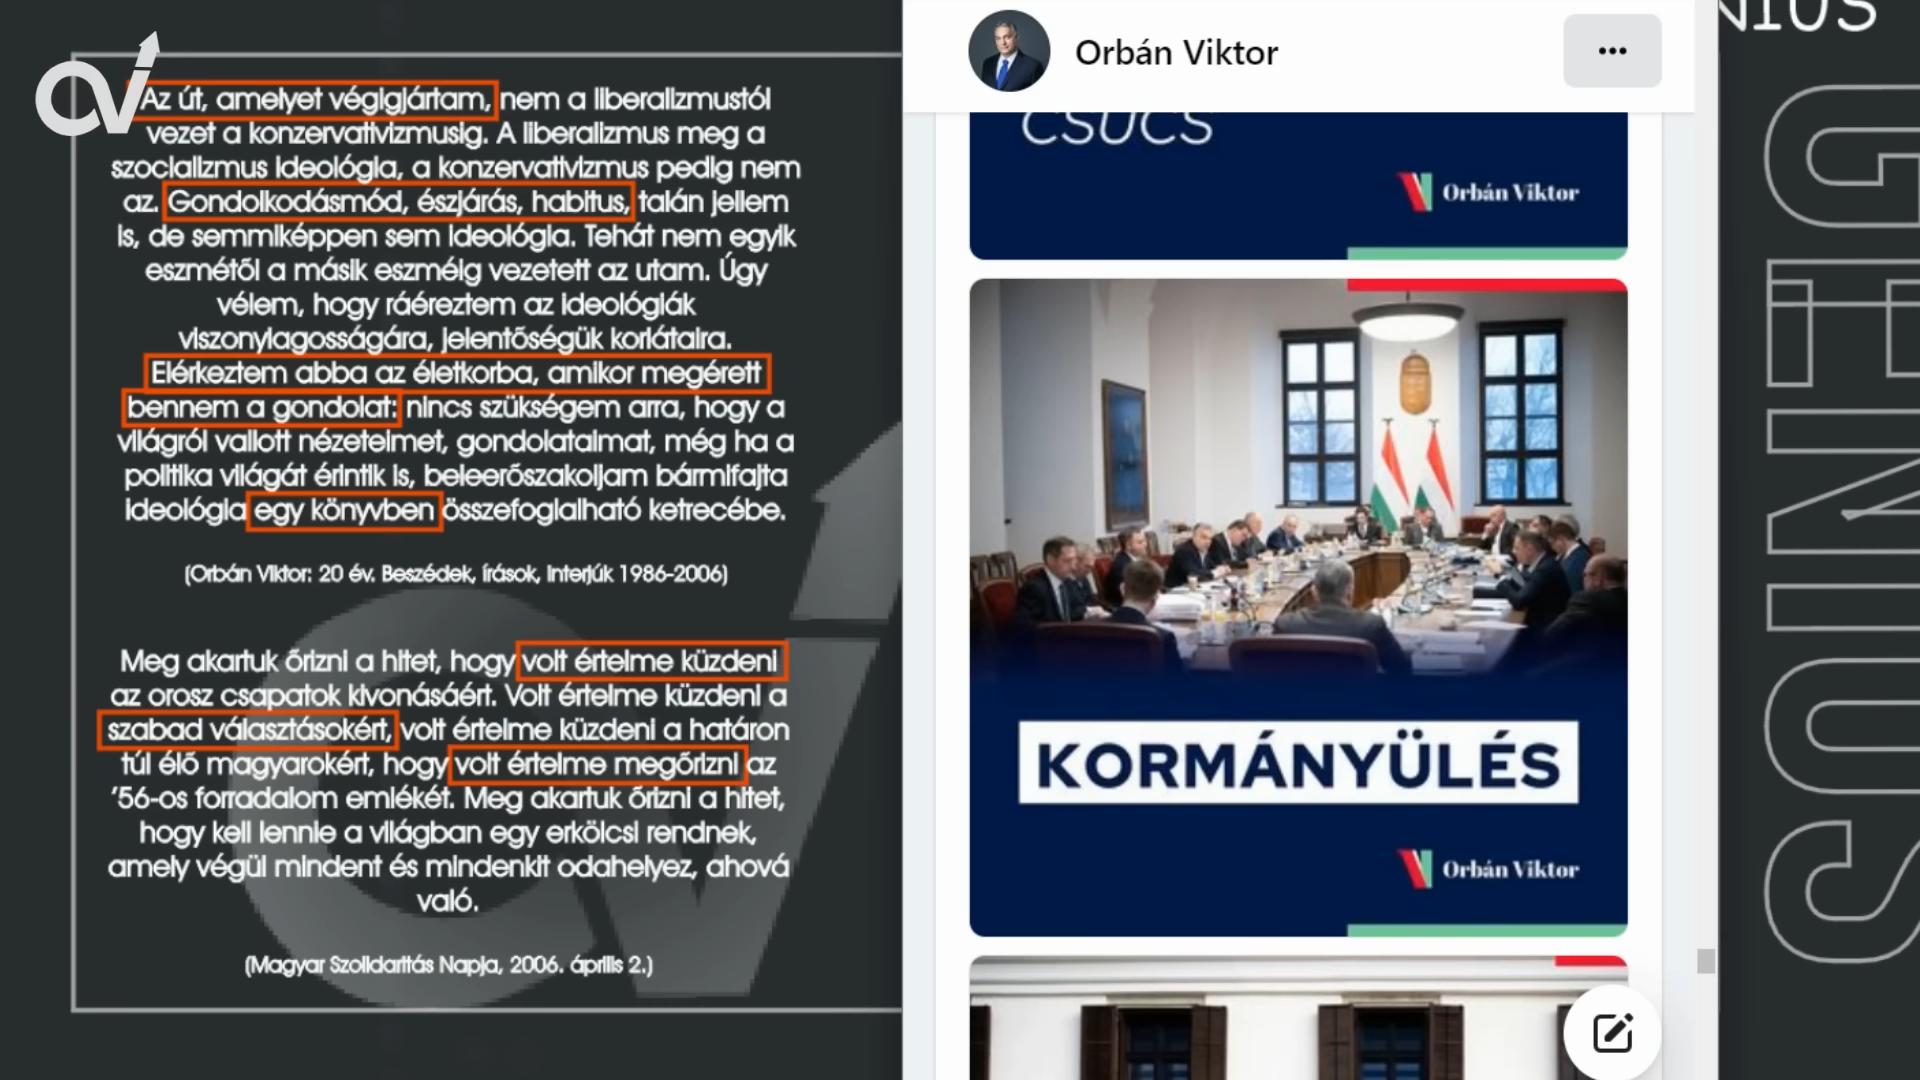 Az út, amelyet végigjártam, nem a liberalizmustól
vezet a konzervativizmusig. A liberalizmus meg a
szocializmus ideológia, a konzervativizmus pedig nem
az. Gondolkodásmód, észjárás, habitus, talán jellem
is, de semmiképpen sem ideológia. Tehát nem egyik
eszmétől a másik eszméig vezetett az utam. Úgy
vélem, hogy ráéreztem az ideológiák
viszonylagosságára, jelentőségük korlátaira.
Elérkeztem abba az életkorba, amikor megérett
bennem a gondolat: nincs szükségem arra, hogy a
világról vallott nézeteimet, gondolataimat, még ha a
politika világát érintik is, beleerőszakoljam bármifajta
ideológia egy könyvben összefoglalható ketrecébe.
(Orbán Viktor: 20 év. Beszédek, írások, interjúk 1986-2006)
Meg akartuk őrizni a hitet, hogy volt értelme küzdeni
az orosz csapatok kivonásáért. Volt értelme küzdeni a
szabad választásokért, volt értelme küzdeni a határon
túl élő magyarokért, hogy volt értelme megőrizni az
’56-os forradalom emlékét. Meg akartuk őrizni a hitet,
hogy kell lennie a világban egy erkölcsi rendnek,
amely végül mindent és mindenkit odahelyez, ahová
való.
(Magyar Szolidaritás Napja, 2006. április 2.)
Orbán Viktor
CSÚCS
Orbán Viktor
KORMÁNYÜLÉS
Orbán Viktor
NIUS
GENIUS